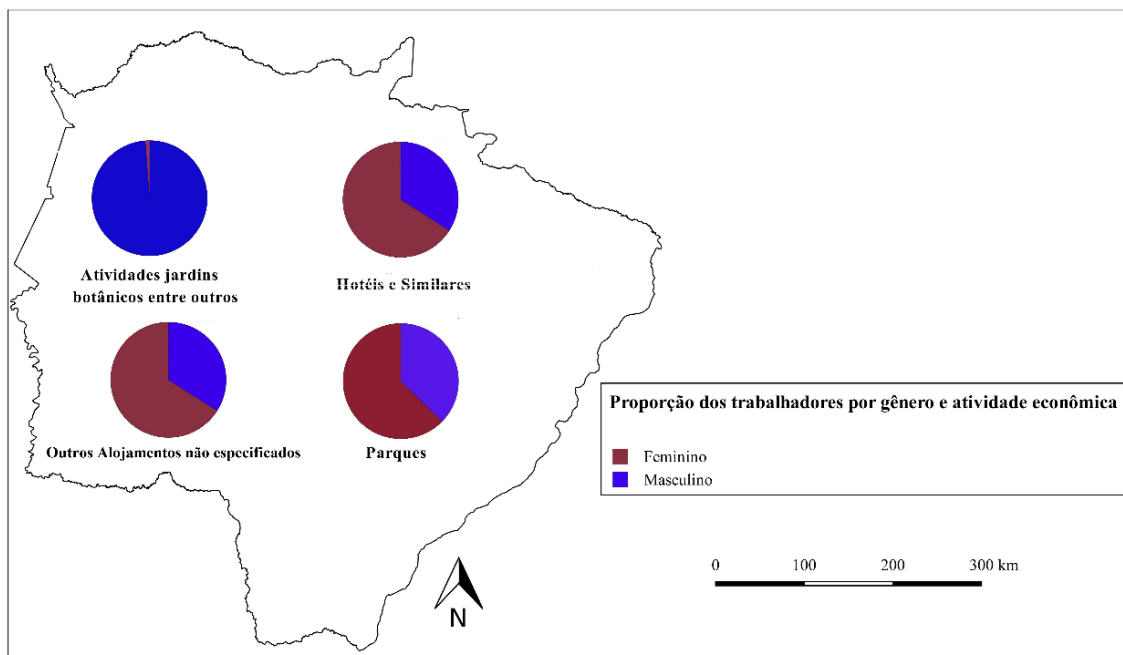 Atividades jardins
botânicos entre outros
Hotéis e Similares
Outros Alojamentos não especificados
Parques
Proporção dos trabalhadores por gênero e atividade econômica
Feminino
Masculino
0 100 200 300 km
N